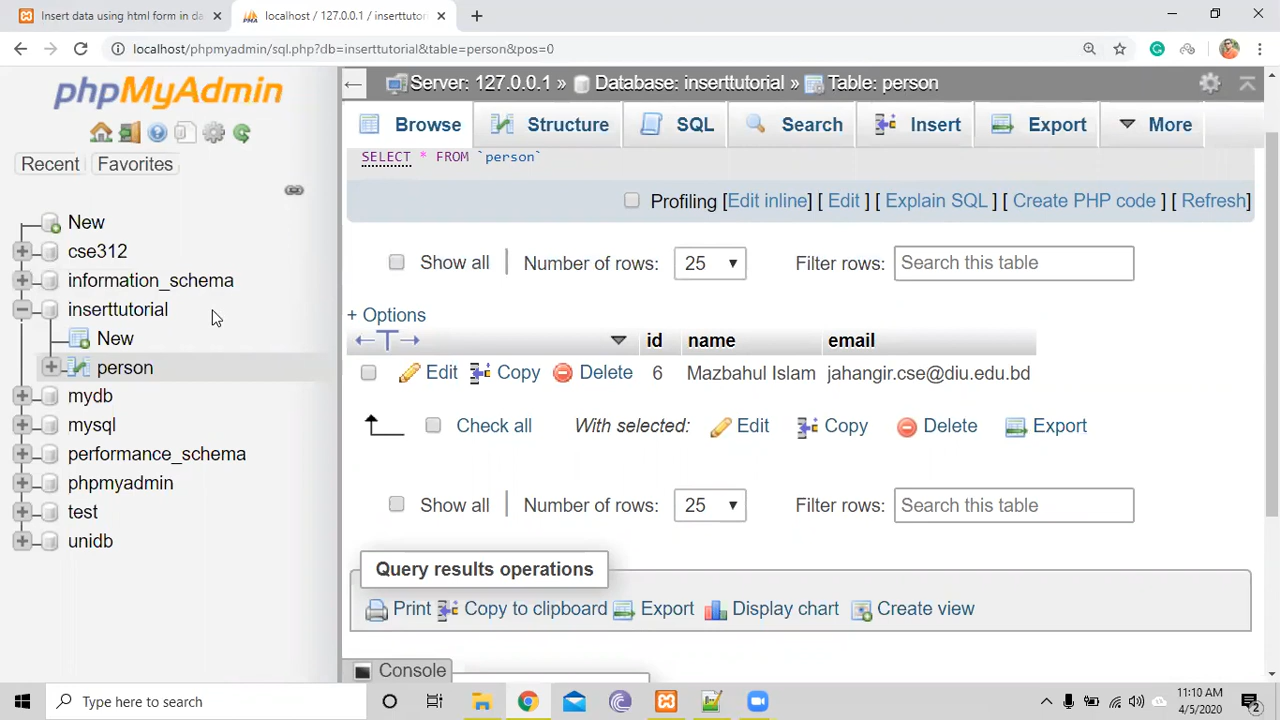 Insert data using html form in da
localhost / 127.0.0.1 / inserttutor
localhost/phpmyadmin/sql.php?db=inserttutorial&table=person&pos=0
phpMyAdmin
Recent Favorites
New
cse312
information_schema
inserttutorial
New
person
mydb
mysql
performance_schema
phpmyadmin
test
unidb
Server: 127.0.0.1 » Database: inserttutorial » Table: person
Browse Structure SQL Search Insert Export More
SELECT * FROM `person`
Profiling [Edit inline] [ Edit ] [ Explain SQL ] [ Create PHP code ] [ Refresh]
Show all Number of rows: 25 Filter rows: Search this table
+ Options
←T→ id name email
Edit Copy Delete 6 Mazbahul Islam jahangir.cse@diu.edu.bd
Check all With selected: Edit Copy Delete Export
Show all Number of rows: 25 Filter rows: Search this table
Query results operations
Print Copy to clipboard Export Display chart Create view
Console
Type here to search
11:10 AM
4/5/2020
2